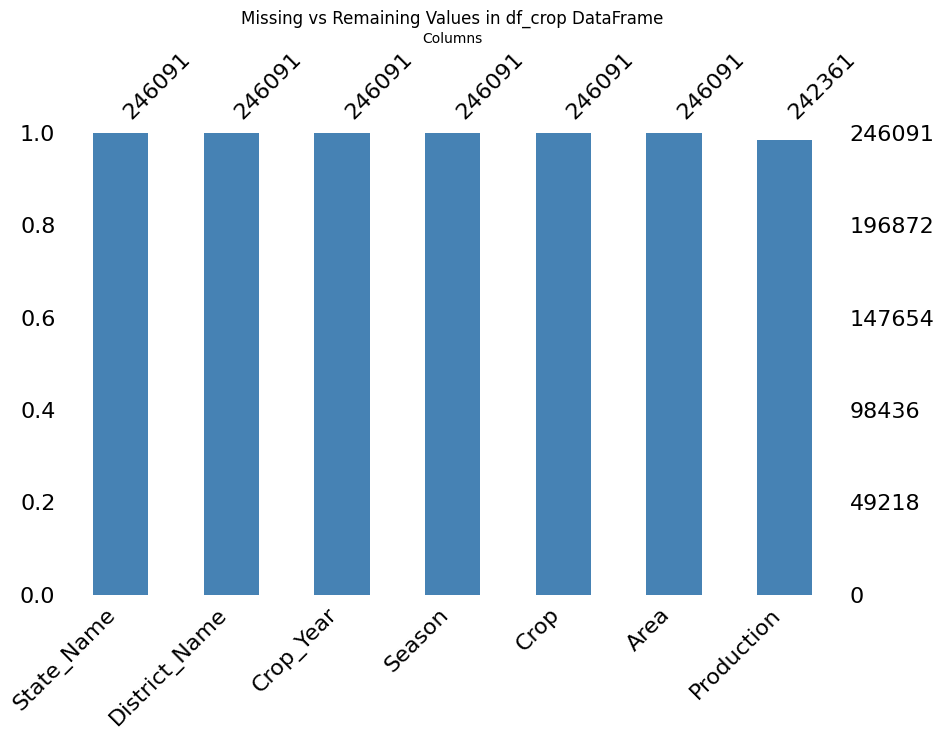 Missing vs Remaining Values in df_crop DataFrame
Columns
246091 246091 246091 246091 246091 246091 242361
1.0 246091
0.8 196872
0.6 147654
0.4 98436
0.2 49218
0.0 0
State_Name District_Name Crop_Year Season Crop Area Production